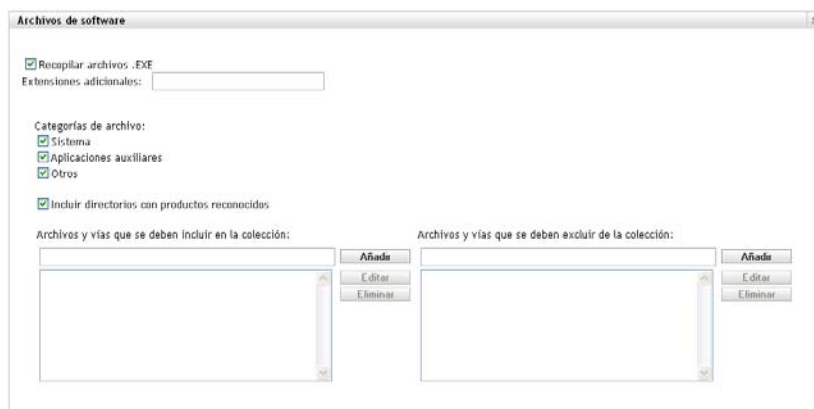 Archivos de software
Recopilar archivos .EXE
Extensiones adicionales:
Categorías de archivo:
Sistema
Aplicaciones auxiliares
Otros
Incluir directorios con productos reconocidos
Archivos y vías que se deben incluir en la colección:
Archivos y vías que se deben excluir de la colección:
Añadir
Añadir
Editar
Editar
Eliminar
Eliminar